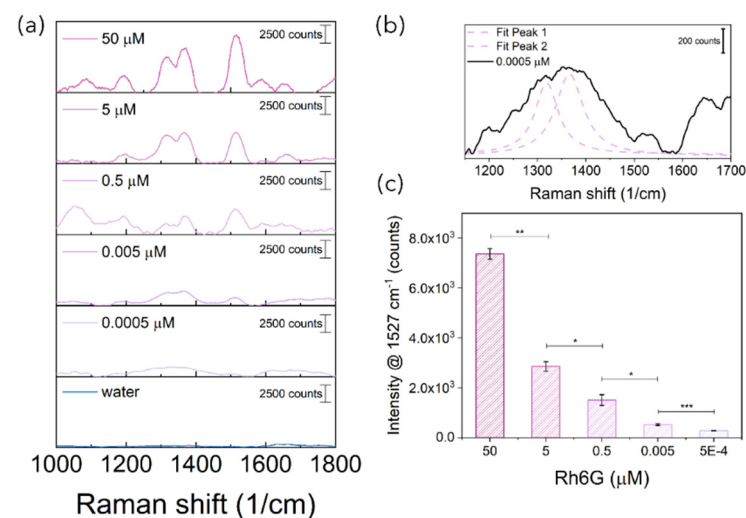 (a)
50 μM
2500 counts
5 μM
2500 counts
0.5 μM
2500 counts
0.005 μM
2500 counts
0.0005 μM
2500 counts
water
2500 counts
1000 1200 1400 1600 1800
Raman shift (1/cm)
(b)
Fit Peak 1
Fit Peak 2
0.0005 μM
200 counts
1200 1300 1400 1500 1600 1700
Raman shift (1/cm)
(c)
Intensity @ 1527 cm⁻¹ (counts)
8.0x10³
6.0x10³
4.0x10³
2.0x10³
0.0
**
*
*
***
50 5 0.5 0.005 5E-4
Rh6G (μM)